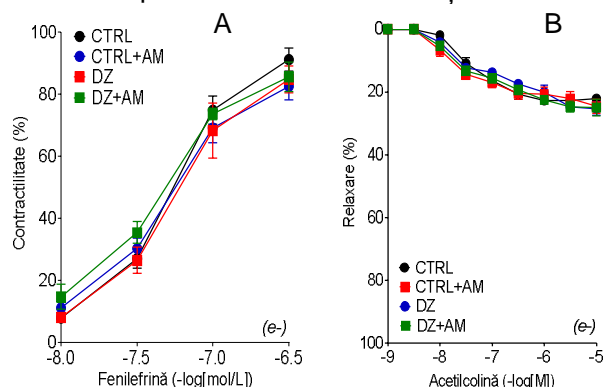 A
B
CTRL
CTRL+AM
DZ
DZ+AM
100
80
60
40
20
0
Contractilitate (%)
(e-)
-8.0
-7.5
-7.0
-6.5
Fenilefrină (-log[mol/L])
0
20
40
60
80
100
Relaxare (%)
CTRL
CTRL+AM
DZ
DZ+AM
(e-)
-9
-8
-7
-6
-5
Acetilcolină (-log[M])